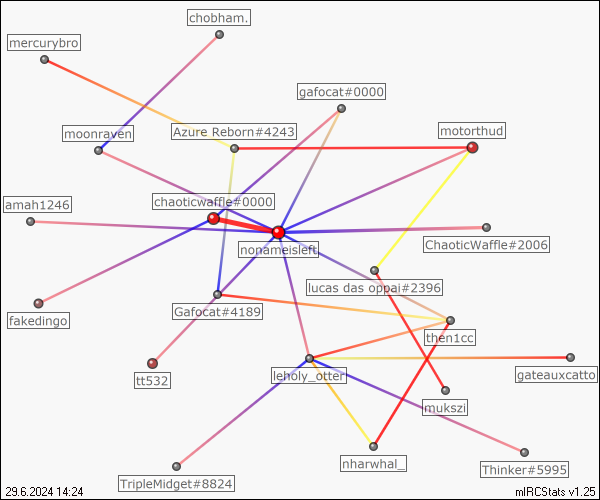 chobham.
mercurybro
gafocat#0000
Azure Reborn#4243
motorthud
moonraven
chaoticwaffle#0000
amah1246
nonameisleft
ChaoticWaffle#2006
lucas das oppai#2396
Gafocat#4189
fakedingo
then1cc
leholy_otter
gateauxcatto
tt532
mukszi
nharwhal_
Thinker#5995
TripleMidget#8824
29.6.2024 14:24
mIRCStats v1.25